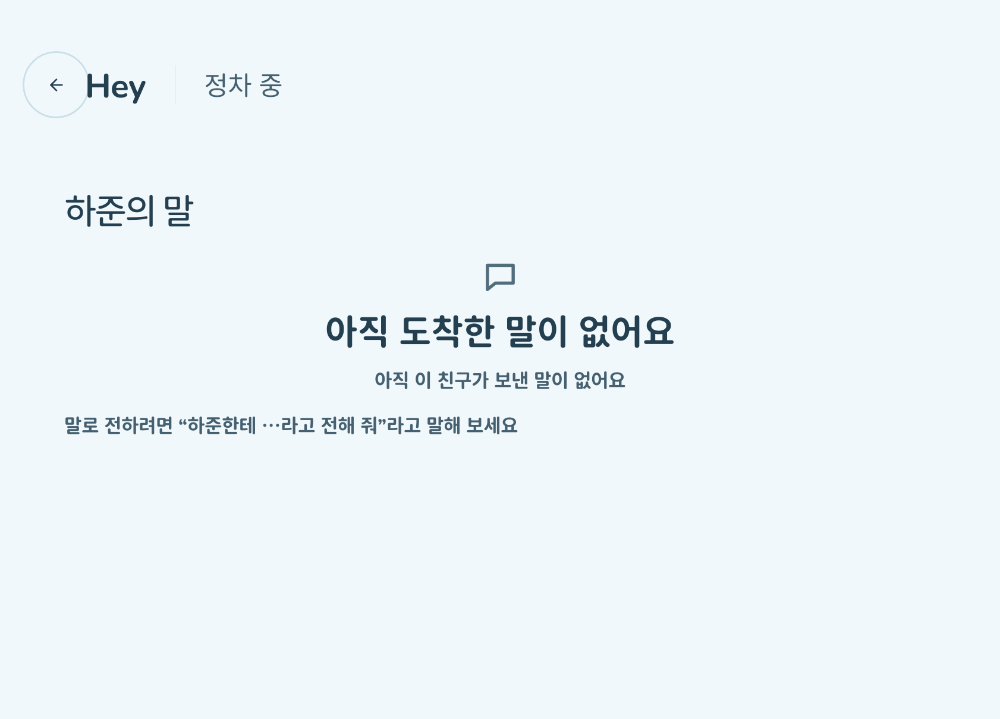 Hey
정차 중
하준의 말
아직 도착한 말이 없어요
아직 이 친구가 보낸 말이 없어요
말로 전하려면 “하준한테 …라고 전해 줘”라고 말해 보세요